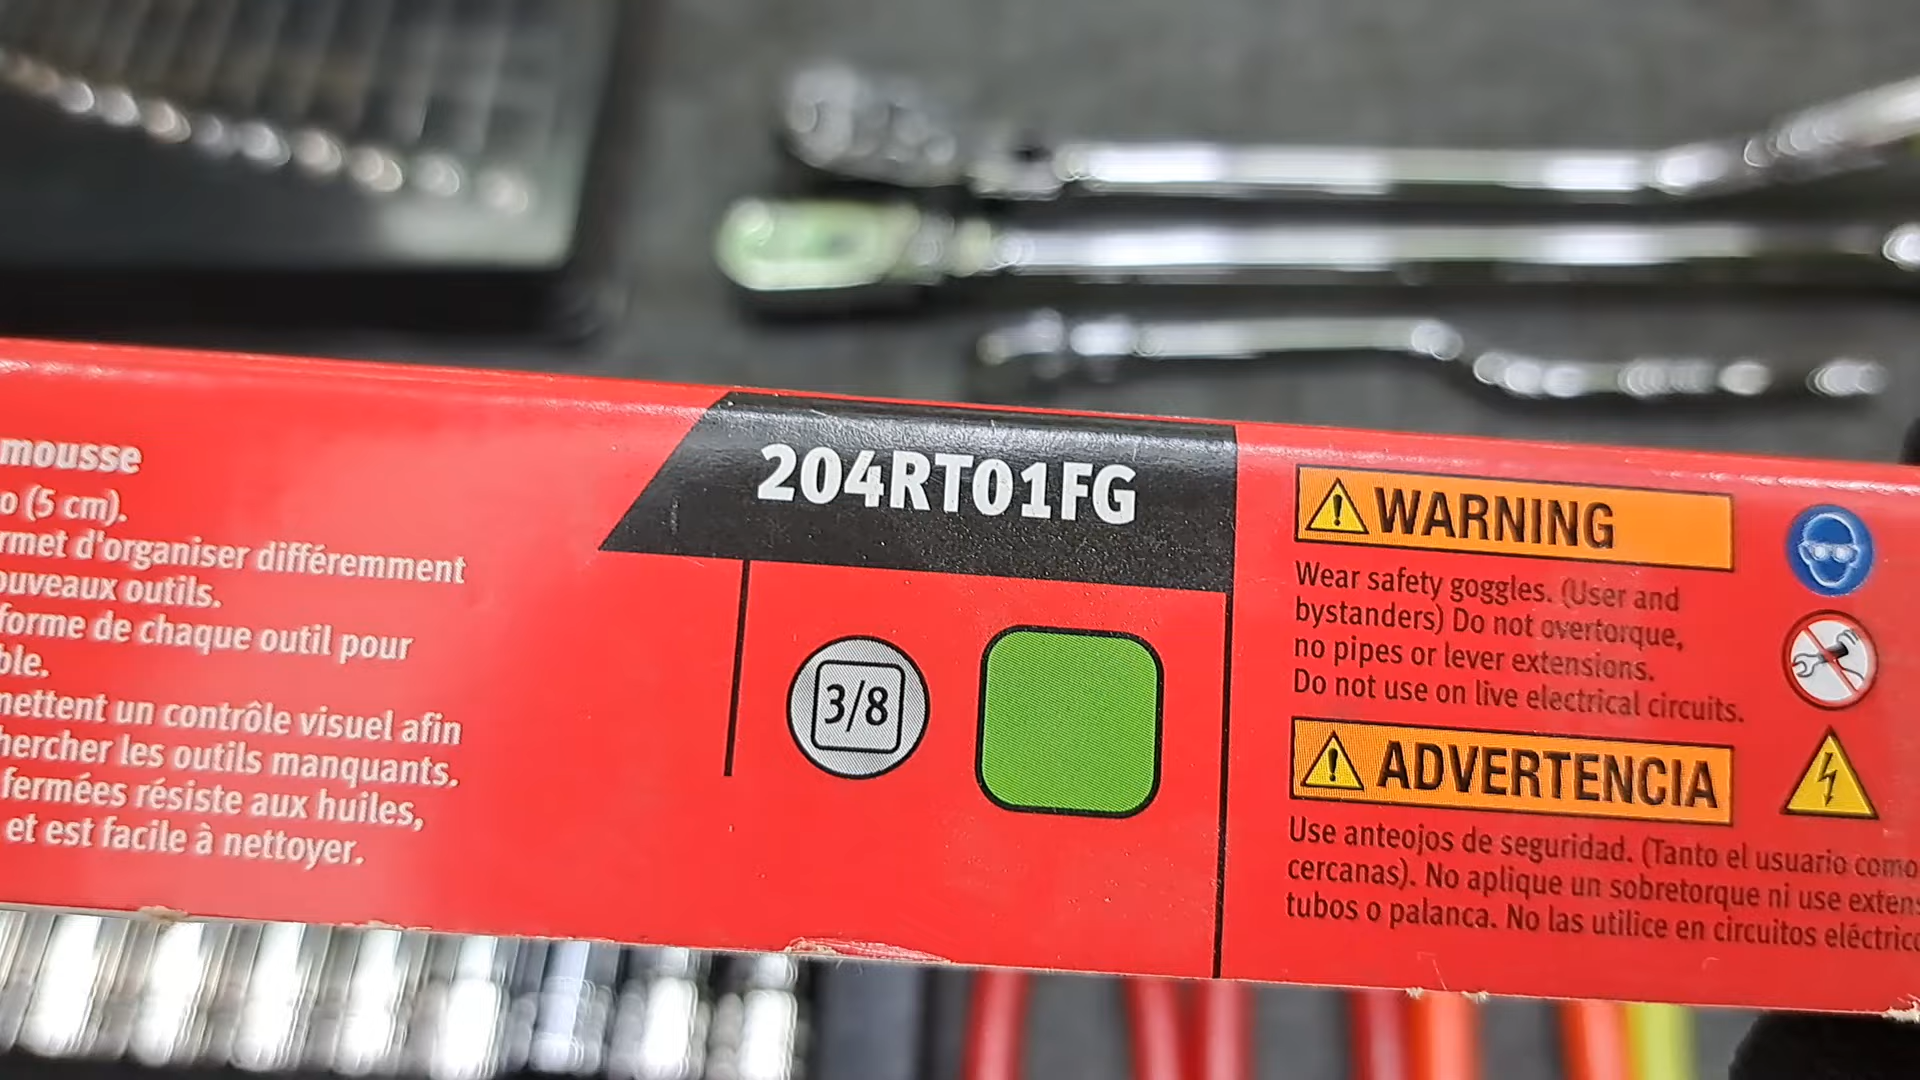 mousse
o (5 cm).
rmet d'organiser différemment
ouveaux outils.
forme de chaque outil pour
ble.
mettent un contrôle visuel afin
hercher les outils manquants.
fermées résiste aux huiles,
et est facile à nettoyer.
204RT01FG
3/8
WARNING
Wear safety goggles. (User and
bystanders) Do not overtorque,
no pipes or lever extensions.
Do not use on live electrical circuits.
ADVERTENCIA
Use anteojos de seguridad. (Tanto el usuario como
cercanas). No aplique un sobretorque ni use extens
tubos o palanca. No las utilice en circuitos eléctrico